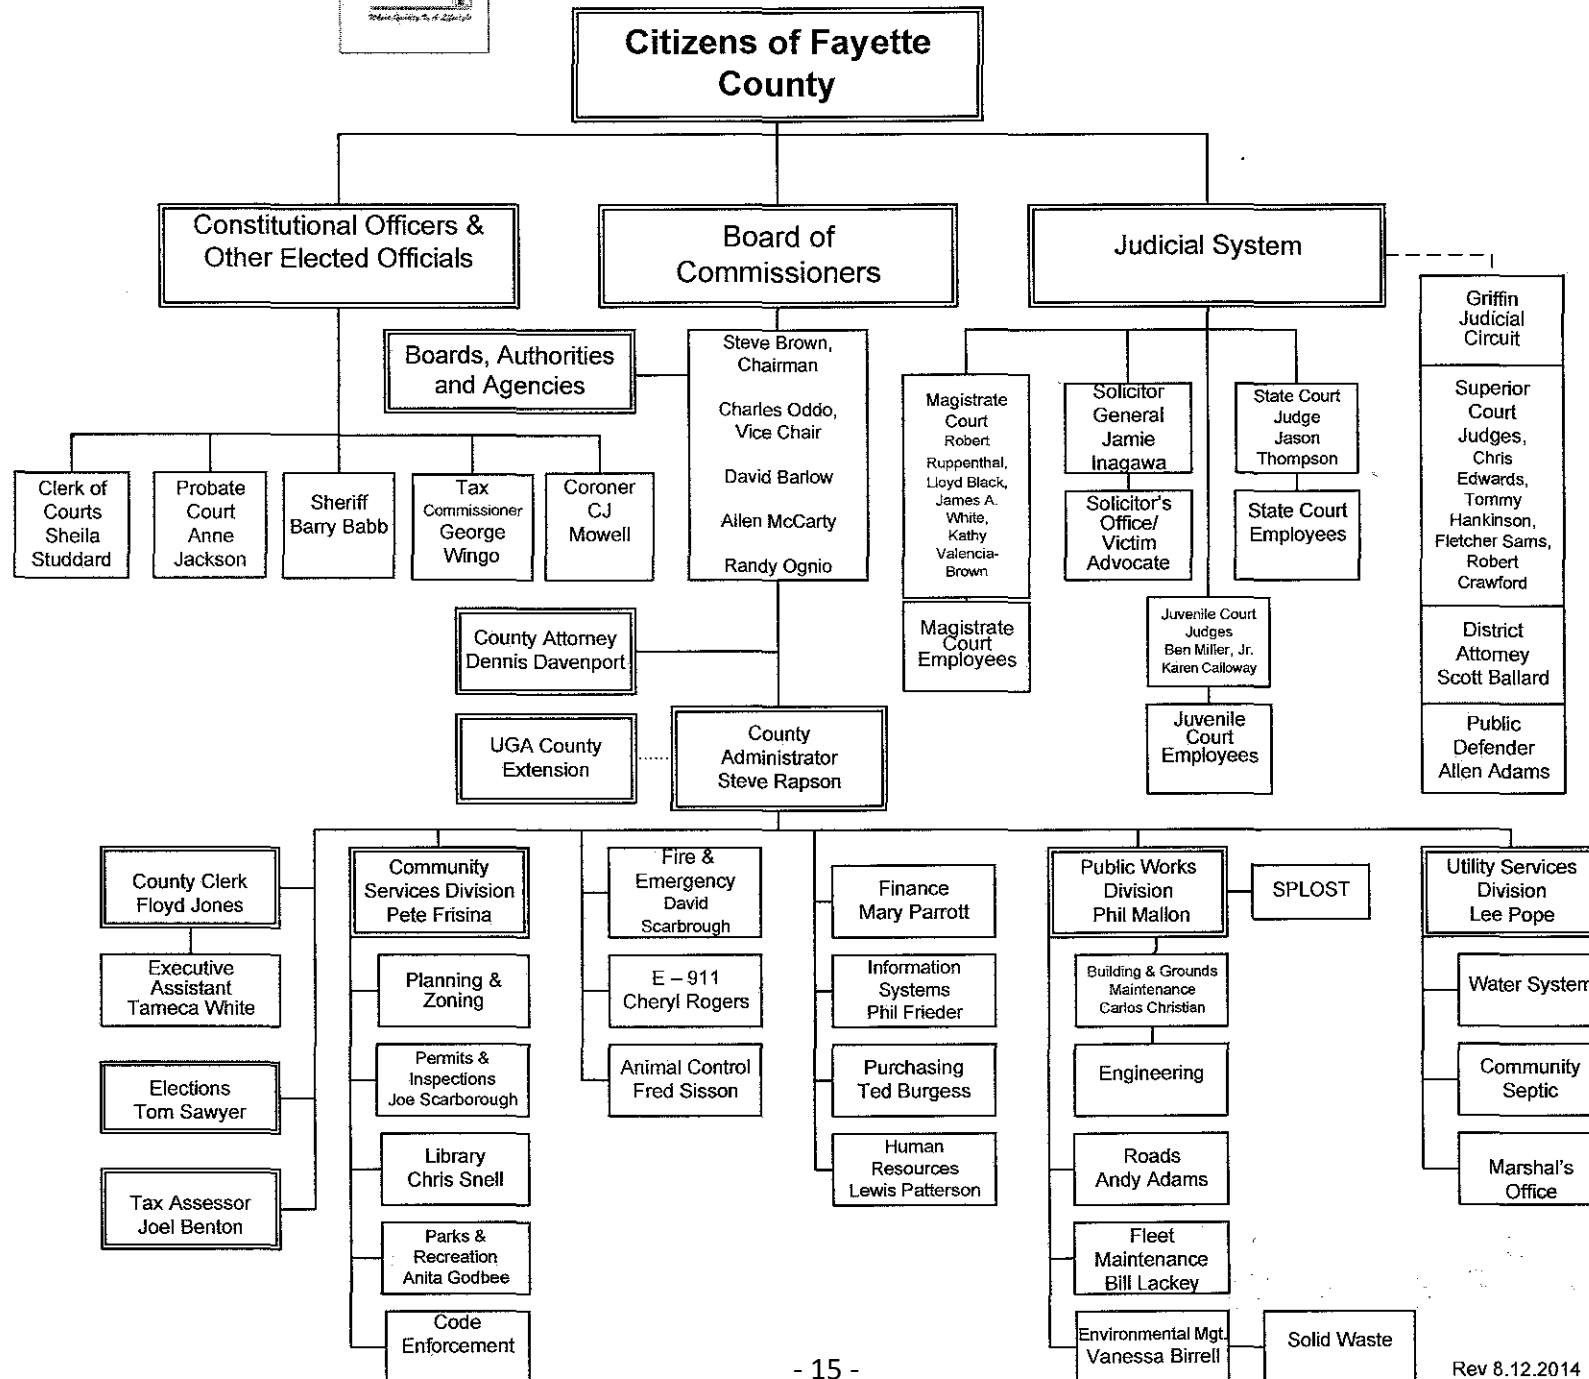 Where Quality Is A Lifestyle
Citizens of Fayette
County
Constitutional Officers &
Other Elected Officials
Board of
Commissioners
Judicial System
Griffin
Judicial
Circuit
Superior
Court
Judges,
Chris
Edwards,
Tommy
Hankinson,
Fletcher Sams,
Robert
Crawford
District
Attorney
Scott Ballard
Public
Defender
Allen Adams
Boards, Authorities
and Agencies
Steve Brown,
Chairman
Charles Oddo,
Vice Chair
David Barlow
Allen McCarty
Randy Ognio
Clerk of
Courts
Sheila
Studdard
Probate
Court
Anne
Jackson
Sheriff
Barry Babb
Tax
Commissioner
George
Wingo
Coroner
CJ
Mowell
Magistrate
Court
Robert
Ruppenthal,
Lloyd Black,
James A.
White,
Kathy
Valencia-
Brown
Magistrate
Court
Employees
Solicitor
General
Jamie
Inagawa
Solicitor's
Office/
Victim
Advocate
State Court
Judge
Jason
Thompson
State Court
Employees
Juvenile Court
Judges
Ben Miller, Jr.
Karen Calloway
Juvenile
Court
Employees
County Attorney
Dennis Davenport
UGA County
Extension
County
Administrator
Steve Rapson
County Clerk
Floyd Jones
Executive
Assistant
Tameca White
Elections
Tom Sawyer
Tax Assessor
Joel Benton
Community
Services Division
Pete Frisina
Planning &
Zoning
Permits &
Inspections
Joe Scarborough
Library
Chris Snell
Parks &
Recreation
Anita Godbee
Code
Enforcement
Fire &
Emergency
David
Scarbrough
E – 911
Cheryl Rogers
Animal Control
Fred Sisson
Finance
Mary Parrott
Information
Systems
Phil Frieder
Purchasing
Ted Burgess
Human
Resources
Lewis Patterson
Public Works
Division
Phil Mallon
SPLOST
Building & Grounds
Maintenance
Carlos Christian
Engineering
Roads
Andy Adams
Fleet
Maintenance
Bill Lackey
Environmental Mgt.
Vanessa Birrell
Solid Waste
Utility Services
Division
Lee Pope
Water System
Community
Septic
Marshal's
Office
- 15 -
Rev 8.12.2014